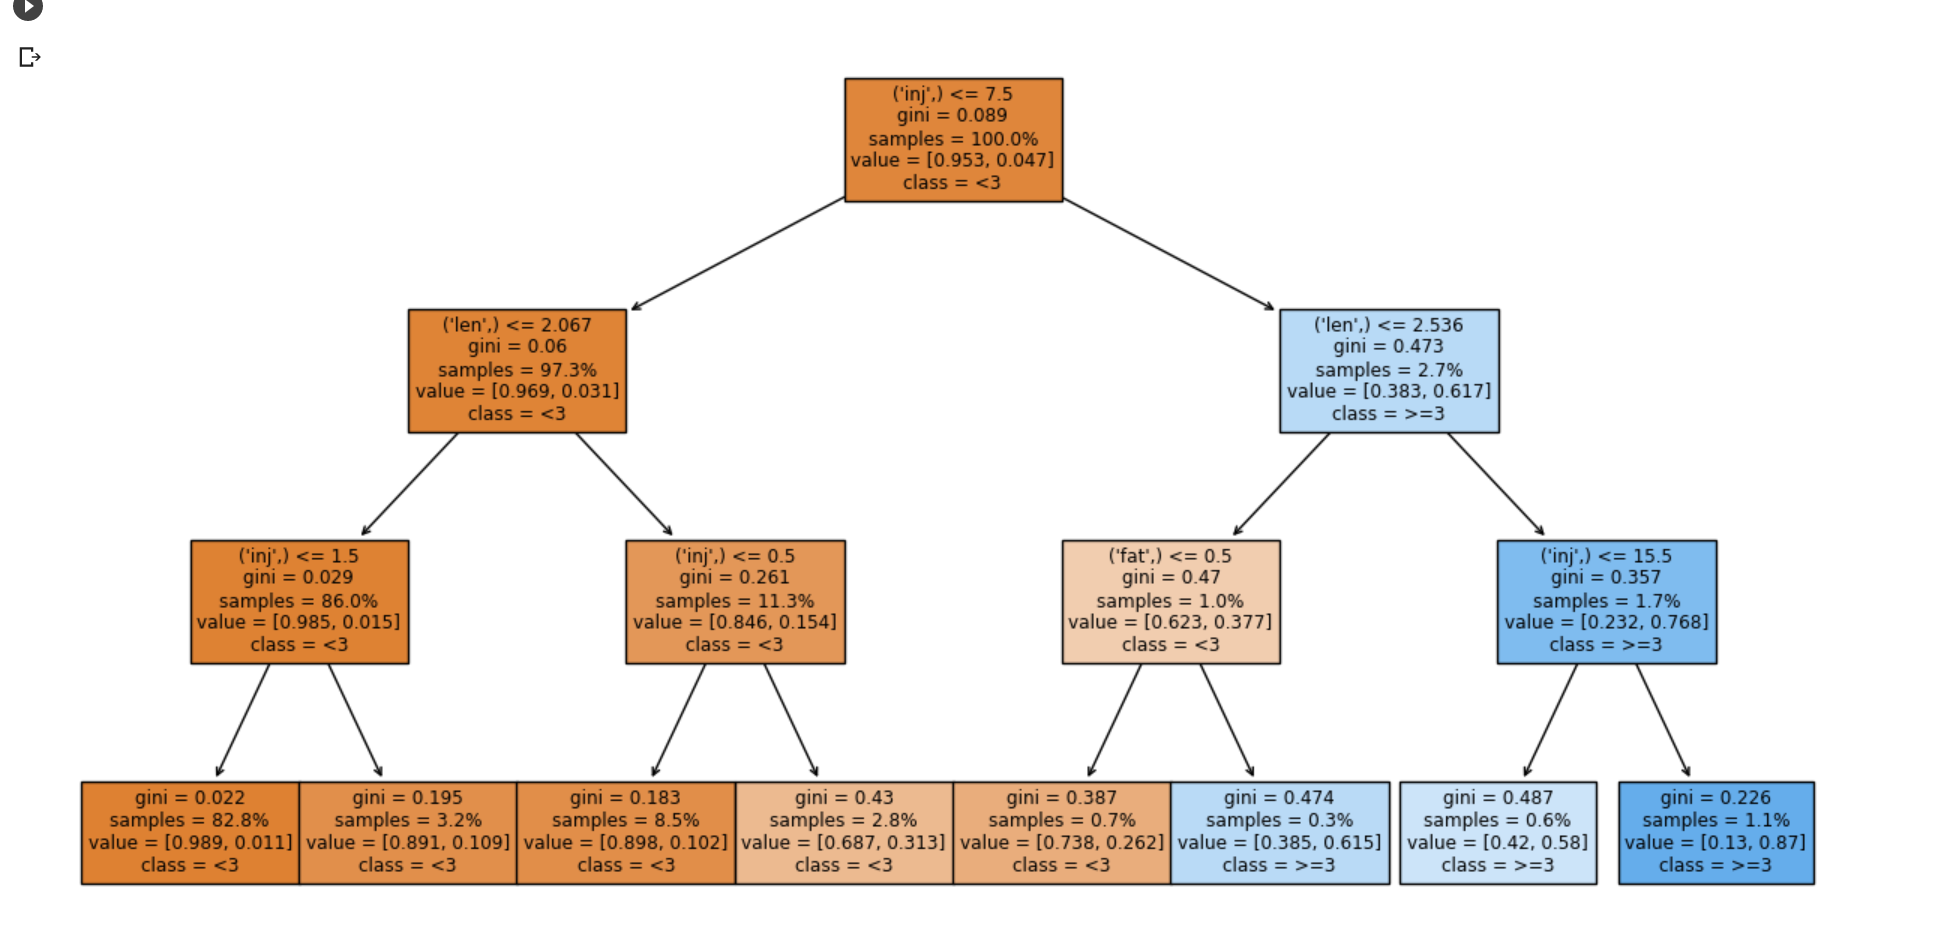 ('inj',) <= 7.5
gini = 0.089
samples = 100.0%
value = [0.953, 0.047]
class = <3
('len',) <= 2.067
gini = 0.06
samples = 97.3%
value = [0.969, 0.031]
class = <3
('len',) <= 2.536
gini = 0.473
samples = 2.7%
value = [0.383, 0.617]
class = >=3
('inj',) <= 1.5
gini = 0.029
samples = 86.0%
value = [0.985, 0.015]
class = <3
('inj',) <= 0.5
gini = 0.261
samples = 11.3%
value = [0.846, 0.154]
class = <3
('fat',) <= 0.5
gini = 0.47
samples = 1.0%
value = [0.623, 0.377]
class = <3
('inj',) <= 15.5
gini = 0.357
samples = 1.7%
value = [0.232, 0.768]
class = >=3
gini = 0.022
samples = 82.8%
value = [0.989, 0.011]
class = <3
gini = 0.195
samples = 3.2%
value = [0.891, 0.109]
class = <3
gini = 0.183
samples = 8.5%
value = [0.898, 0.102]
class = <3
gini = 0.43
samples = 2.8%
value = [0.687, 0.313]
class = <3
gini = 0.387
samples = 0.7%
value = [0.738, 0.262]
class = <3
gini = 0.474
samples = 0.3%
value = [0.385, 0.615]
class = >=3
gini = 0.487
samples = 0.6%
value = [0.42, 0.58]
class = >=3
gini = 0.226
samples = 1.1%
value = [0.13, 0.87]
class = >=3